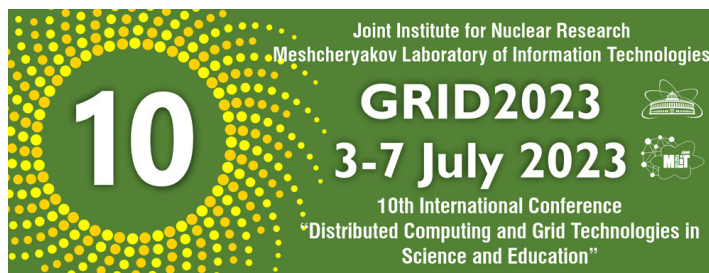 10
Joint Institute for Nuclear Research
Meshcheryakov Laboratory of Information Technologies
GRID2023
3-7 July 2023
MLIT
10th International Conference
“Distributed Computing and Grid Technologies in
Science and Education”